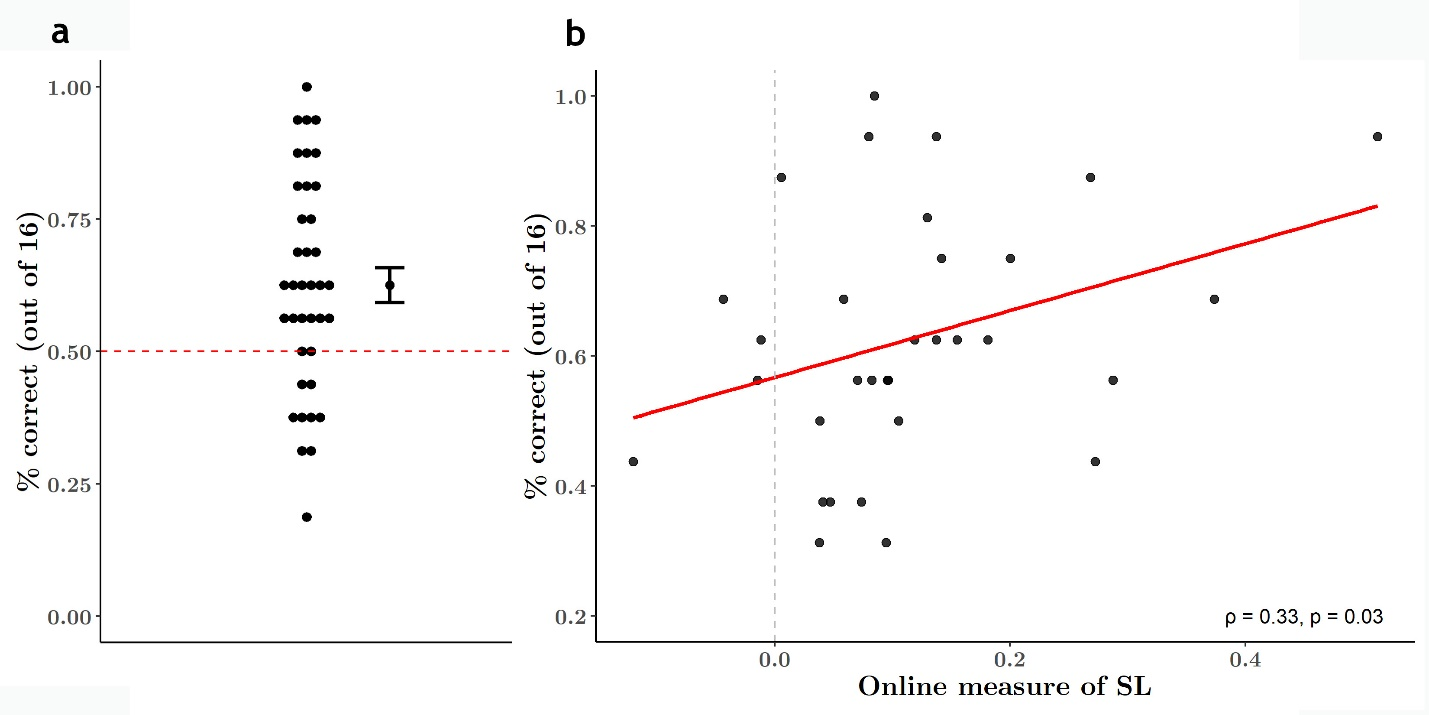 a
% correct (out of 16)
1.00
0.75
0.50
0.25
0.00
b
% correct (out of 16)
1.0
0.8
0.6
0.4
0.2
ρ = 0.33, p = 0.03
0.0 0.2 0.4
Online measure of SL